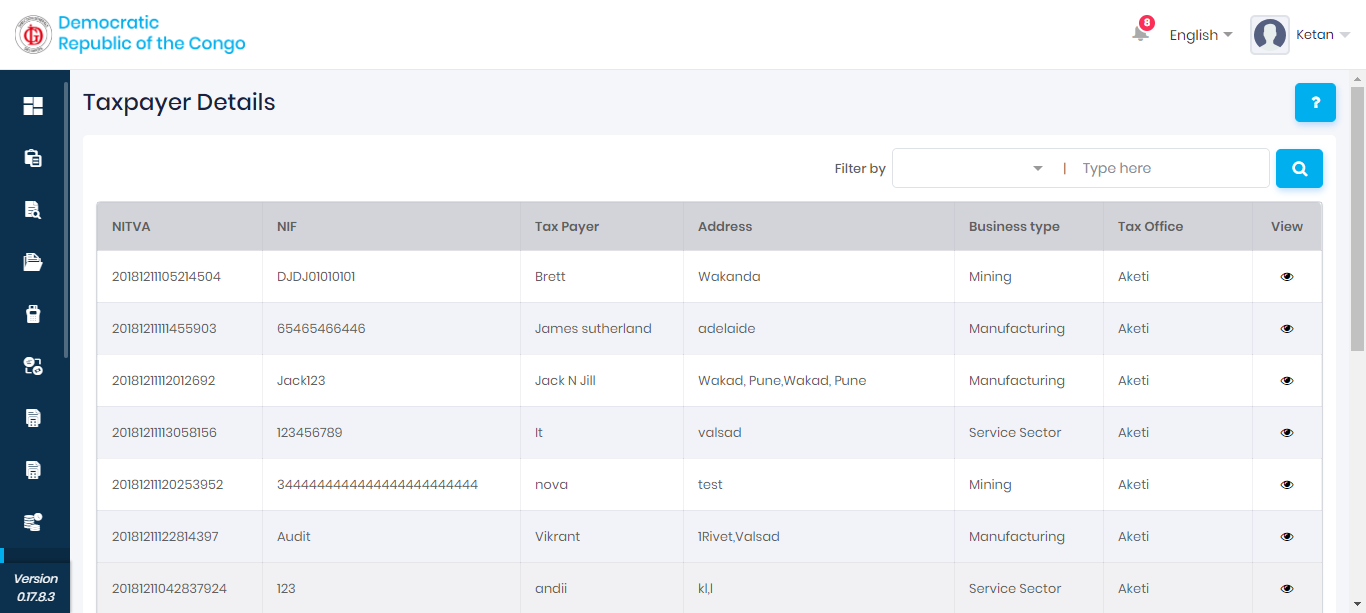 Democratic
Republic of the Congo
8
English
Ketan
Taxpayer Details
?
Filter by | Type here
NITVA NIF Tax Payer Address Business type Tax Office View
20181211105214504 DJDJ01010101 Brett Wakanda Mining Aketi
20181211111455903 65465466446 James sutherland adelaide Manufacturing Aketi
20181211112012692 Jack123 Jack N Jill Wakad, Pune,Wakad, Pune Manufacturing Aketi
20181211113058156 123456789 lt valsad Service Sector Aketi
20181211120253952 nova test Mining Aketi
20181211122814397 Audit Vikrant 1Rivet,Valsad Manufacturing Aketi
20181211042837924 123 andii kl,l Service Sector Aketi
Version
0.17.8.3